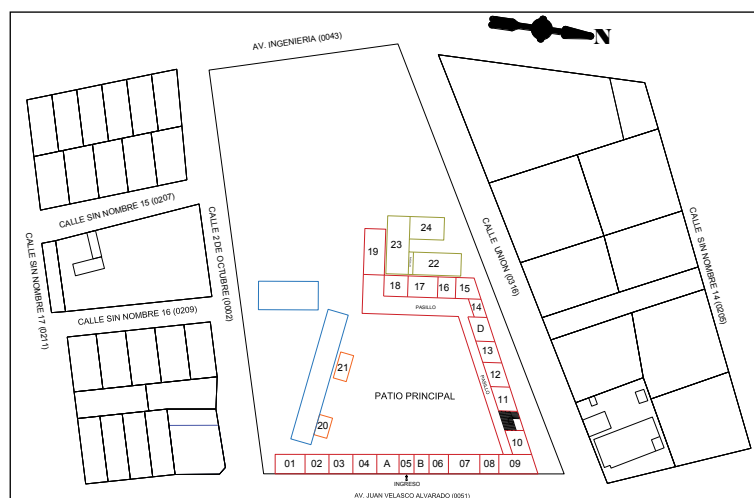 AV. INGENIERIA (0043)
N
CALLE SIN NOMBRE 15 (0207)
CALLE SIN NOMBRE 17 (0211)
CALLE 2 DE OCTUBRE (0002)
CALLE SIN NOMBRE 16 (0209)
CALLE UNION (0316)
CALLE SIN NOMBRE 14 (0205)
24
23
19
22
18 17 16 15
14
PASILLO
D
13
21
12
PASILLO
PATIO PRINCIPAL
11
20
10
01 02 03 04 A 05 B 06 07 08 09
INGRESO
AV. JUAN VELASCO ALVARADO (0051)